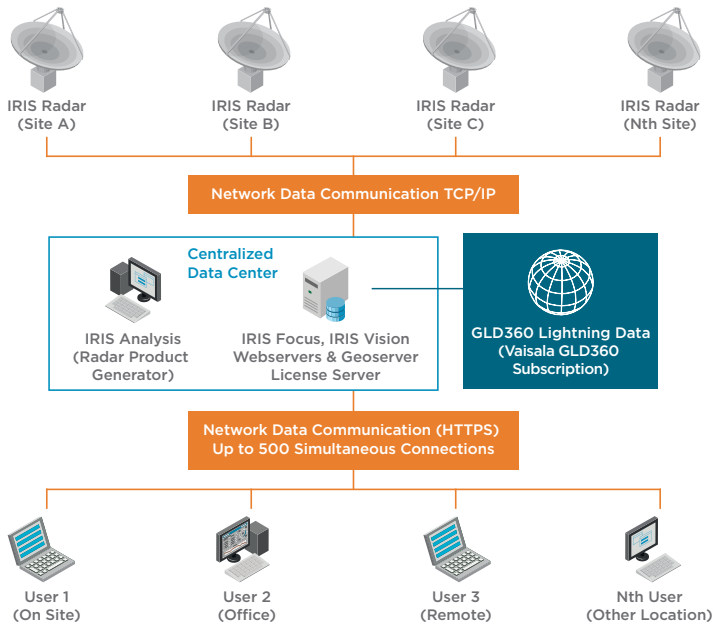 IRIS Radar
(Site A)
IRIS Radar
(Site B)
IRIS Radar
(Site C)
IRIS Radar
(Nth Site)
Network Data Communication TCP/IP
Centralized
Data Center
IRIS Analysis
(Radar Product
Generator)
IRIS Focus, IRIS Vision
Webservers & Geoserver
License Server
GLD360 Lightning Data
(Vaisala GLD360
Subscription)
Network Data Communication (HTTPS)
Up to 500 Simultaneous Connections
User 1
(On Site)
User 2
(Office)
User 3
(Remote)
Nth User
(Other Location)